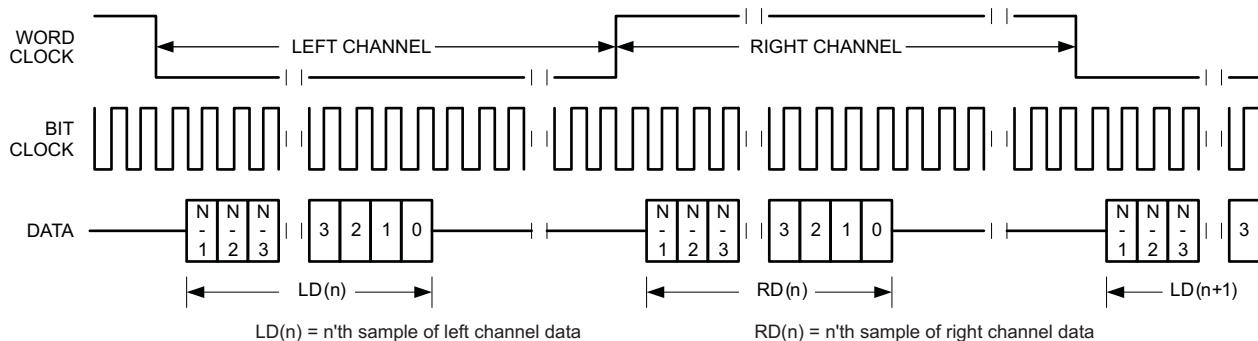 WORD CLOCK
LEFT CHANNEL
RIGHT CHANNEL
BIT CLOCK
DATA
N-1 N-2 N-3 3 2 1 0
N-1 N-2 N-3 3 2 1 0
N-1 N-2 N-3 3
LD(n)
RD(n)
LD(n+1)
LD(n) = n'th sample of left channel data
RD(n) = n'th sample of right channel data